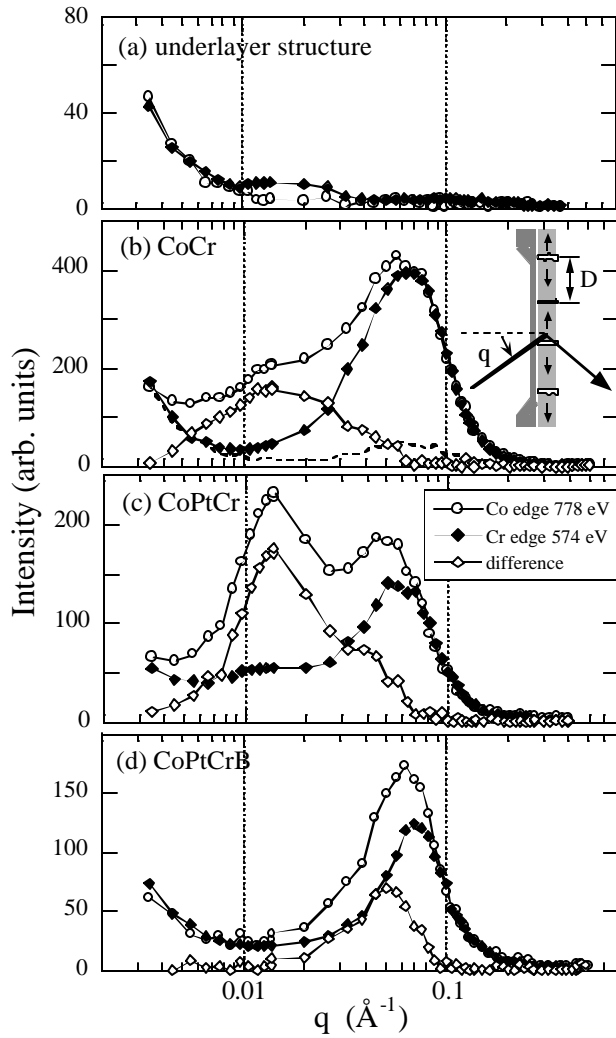 80
(a) underlayer structure
40
0
(b) CoCr
400
D
200
q
0
(c) CoPtCr
Co edge 778 eV
Cr edge 574 eV
difference
200
100
0
(d) CoPtCrB
150
100
50
0
0.01
0.1
q (Å-1)
Intensity (arb. units)